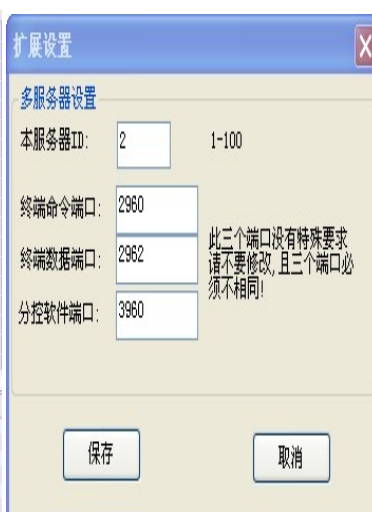 扩展设置
多服务器设置
本服务器ID:
2
1-100
终端命令端口:
2960
终端数据端口:
2962
分控软件端口:
3960
此三个端口没有特殊要求
请不要修改,且三个端口必
须不相同!
保存
取消